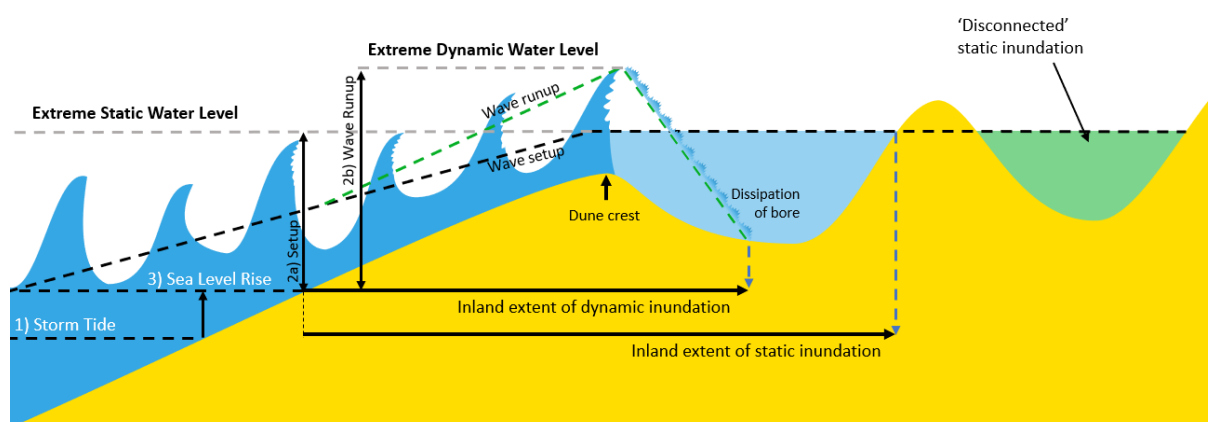 'Disconnected'
static inundation
Extreme Dynamic Water Level
Extreme Static Water Level
2b) Wave Runup
Wave runup
Wave setup
2a) Setup
Dissipation
of bore
Dune crest
3) Sea Level Rise
1) Storm Tide
Inland extent of dynamic inundation
Inland extent of static inundation